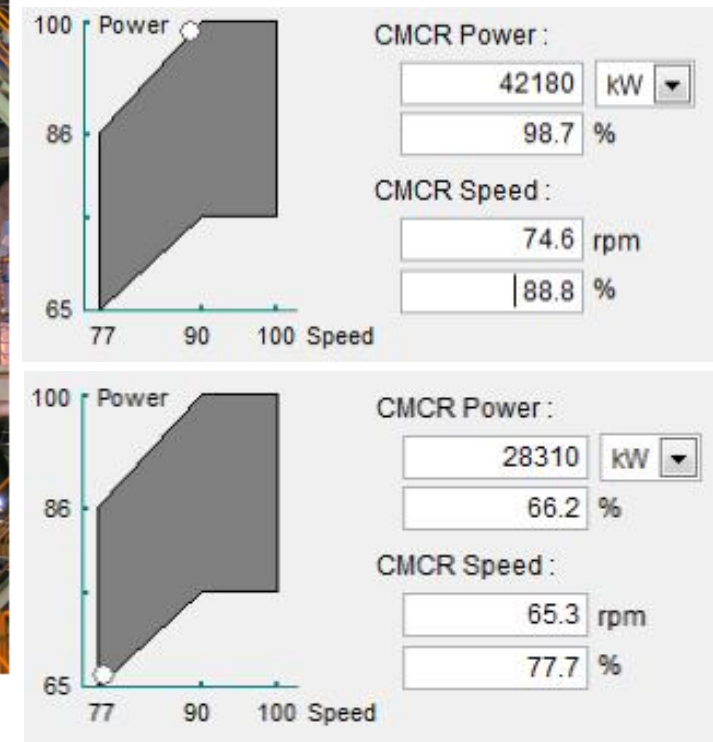 100 Power
CMCR Power :
42180 kW
86
98.7 %
CMCR Speed :
74.6 rpm
88.8 %
65
77 90 100 Speed
100 Power
CMCR Power :
28310 kW
86
66.2 %
CMCR Speed :
65.3 rpm
77.7 %
65
77 90 100 Speed